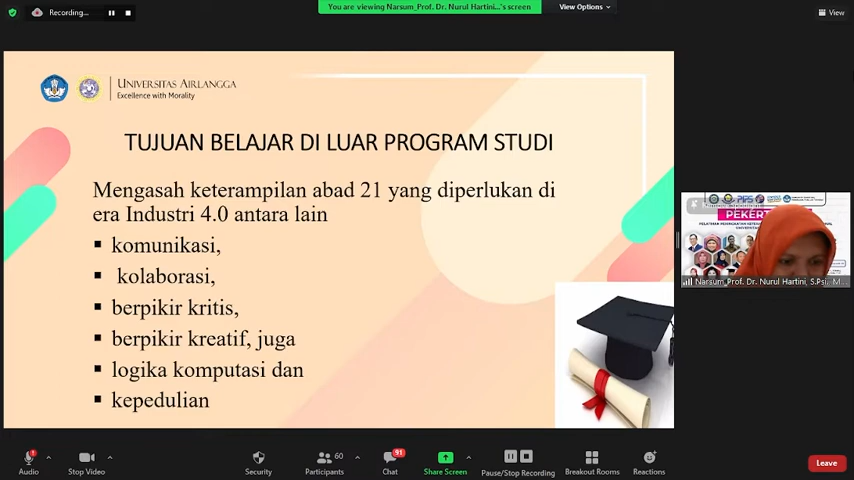 Recording...
You are viewing Narsum_Prof. Dr. Nurul Hartini...'s screen
View Options
View
UNIVERSITAS AIRLANGGA
Excellence with Morality
TUJUAN BELAJAR DI LUAR PROGRAM STUDI
Mengasah keterampilan abad 21 yang diperlukan di
era Industri 4.0 antara lain
▪ komunikasi,
▪ kolaborasi,
▪ berpikir kritis,
▪ berpikir kreatif, juga
▪ logika komputasi dan
▪ kepedulian
PEKERT
Narsum_Prof. Dr. Nurul Hartini, S.Psi., M...
1
60
91
Audio
Stop Video
Security
Participants
Chat
Share Screen
Pause/Stop Recording
Breakout Rooms
Reactions
Leave